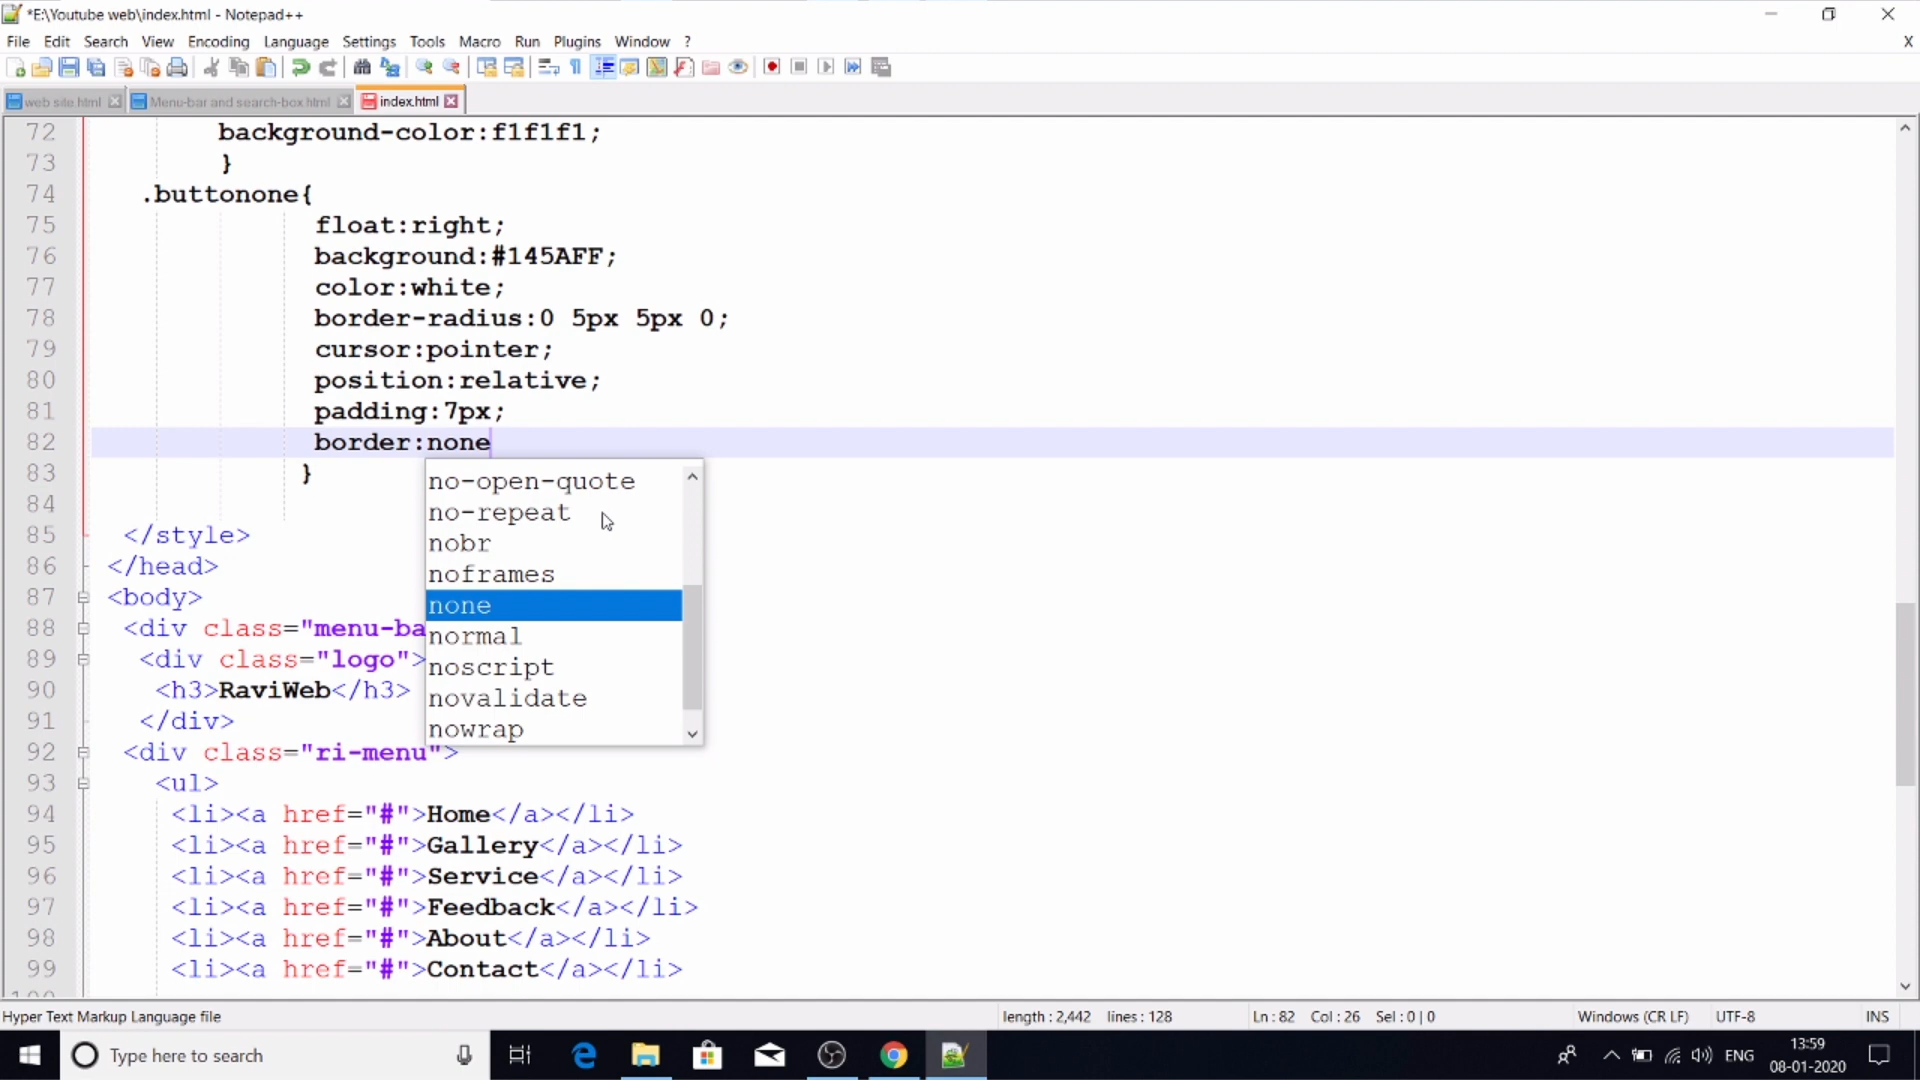 *E:\Youtube web\index.html - Notepad++
File Edit Search View Encoding Language Settings Tools Macro Run Plugins Window ? X
web site.html Menu-bar and search-box.html index.html
72 background-color:f1f1f1;
73 }
74 .buttonone{
75 float:right;
76 background:#145AFF;
77 color:white;
78 border-radius:0 5px 5px 0;
79 cursor:pointer;
80 position:relative;
81 padding:7px;
82 border:none
83 }
84
85 </style>
86 </head>
87 <body>
88 <div class="menu-ba
89 <div class="logo">
90 <h3>RaviWeb</h3>
91 </div>
92 <div class="ri-menu">
93 <ul>
94 <li><a href="#">Home</a></li>
95 <li><a href="#">Gallery</a></li>
96 <li><a href="#">Service</a></li>
97 <li><a href="#">Feedback</a></li>
98 <li><a href="#">About</a></li>
99 <li><a href="#">Contact</a></li>
no-open-quote
no-repeat
nobr
noframes
none
normal
noscript
novalidate
nowrap
Hyper Text Markup Language file length : 2,442 lines : 128 Ln : 82 Col : 26 Sel : 0 | 0 Windows (CR LF) UTF-8 INS
Type here to search ENG 13:59
08-01-2020